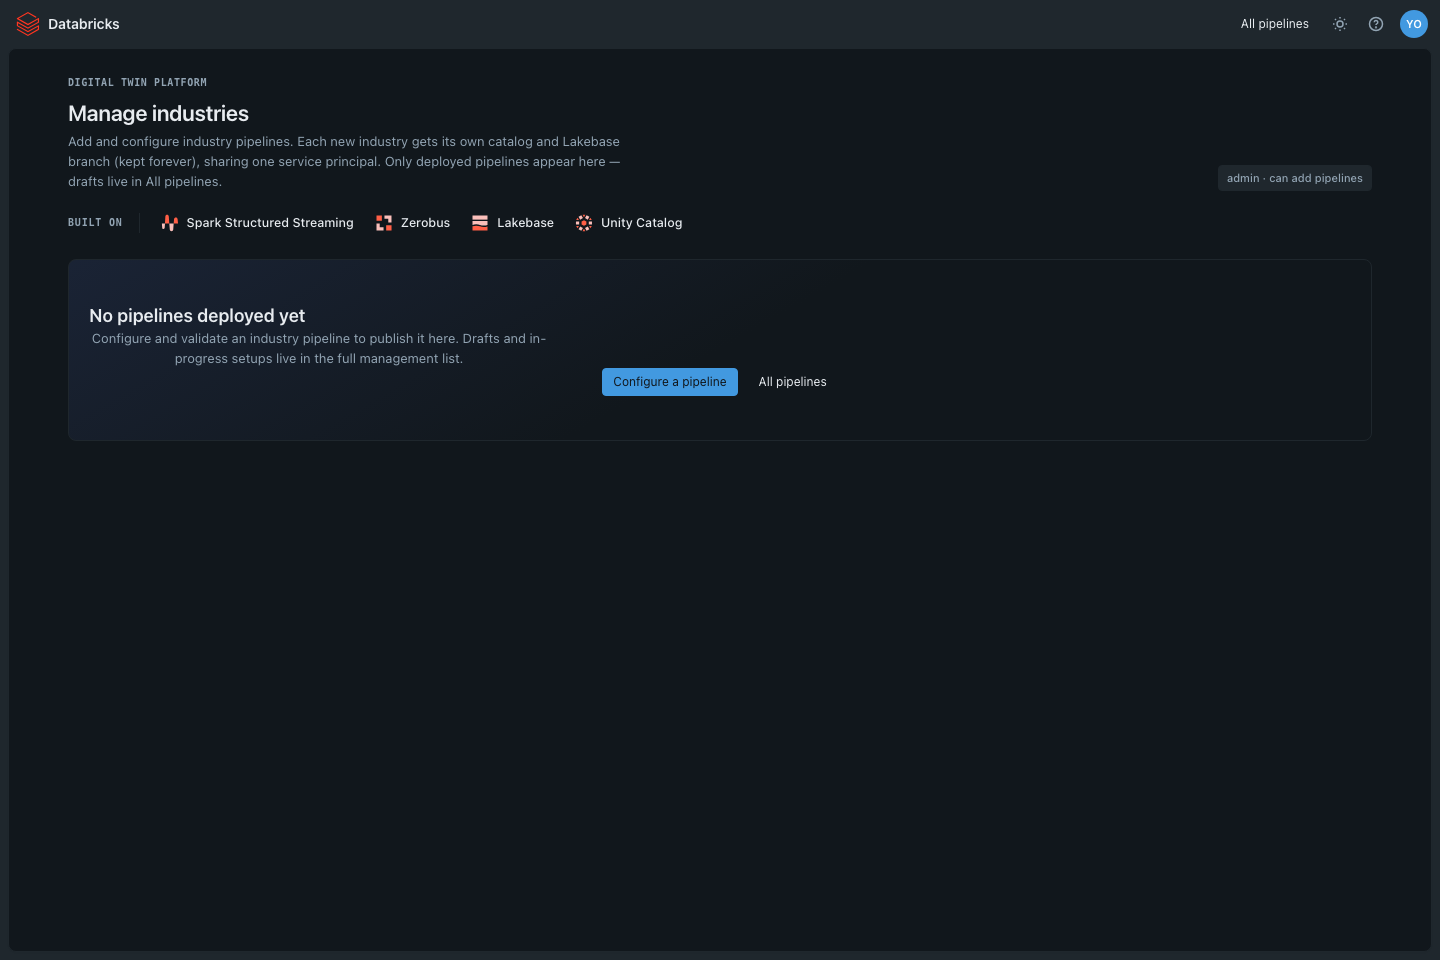 Databricks
All pipelines
YO
DIGITAL TWIN PLATFORM
Manage industries
Add and configure industry pipelines. Each new industry gets its own catalog and Lakebase
branch (kept forever), sharing one service principal. Only deployed pipelines appear here —
drafts live in All pipelines.
admin · can add pipelines
BUILT ON
Spark Structured Streaming
Zerobus
Lakebase
Unity Catalog
No pipelines deployed yet
Configure and validate an industry pipeline to publish it here. Drafts and in-
progress setups live in the full management list.
Configure a pipeline
All pipelines